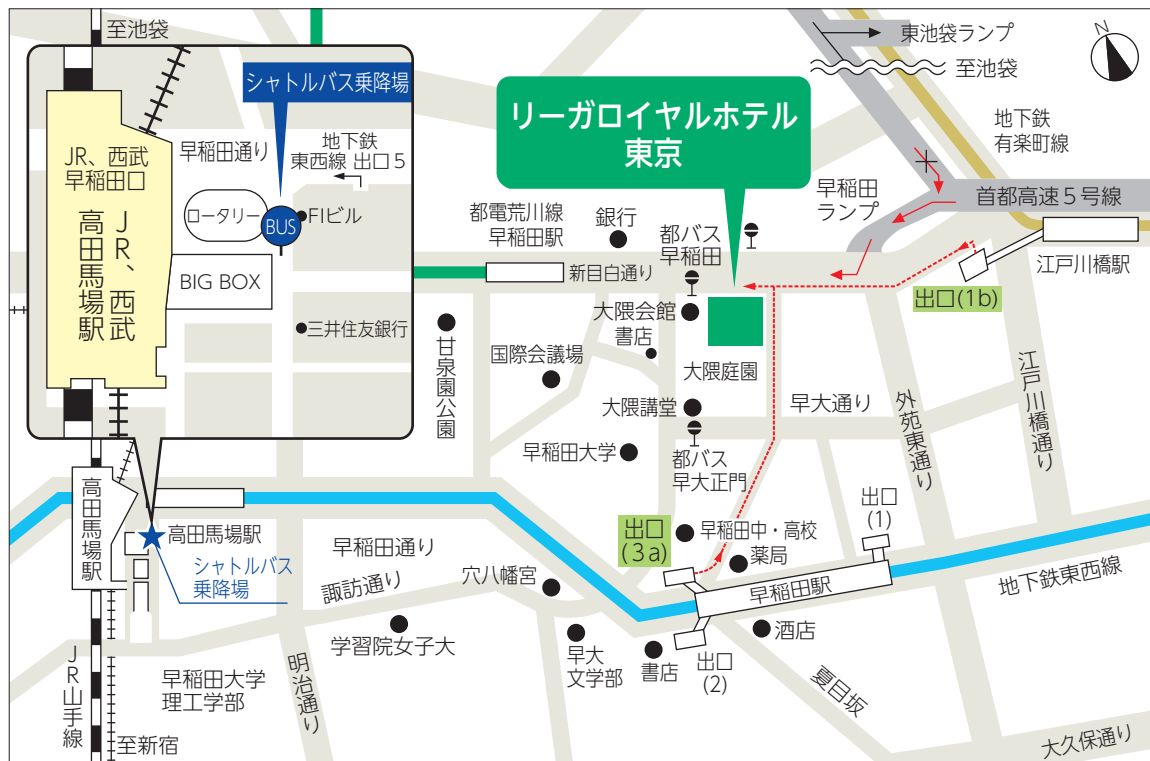 至池袋
シャトルバス乗降場
JR、西武
早稲田口
JR、西武
高田馬場駅
早稲田通り
地下鉄
東西線 出口5
ロータリー
BUS
FIビル
BIG BOX
三井住友銀行
リーガロイヤルホテル
東京
東池袋ランプ
至池袋
N
地下鉄
有楽町線
早稲田
ランプ
首都高速5号線
江戸川橋駅
出口(1b)
都電荒川線
早稲田駅
銀行
都バス
早稲田
新目白通り
大隈会館
書店
国際会議場
大隈庭園
甘泉園公園
大隈講堂
早大通り
早稲田大学
都バス
早大正門
外苑東通り
江戸川橋通り
出口
(1)
出口
(3a)
早稲田中・高校
薬局
早稲田駅
地下鉄東西線
高田馬場駅
高田馬場駅
シャトルバス
乗降場
早稲田通り
諏訪通り
穴八幡宮
学習院女子大
早大
文学部
書店
出口
(2)
酒店
夏目坂
大久保通り
明治通り
早稲田大学
理工学部
JR山手線
至新宿